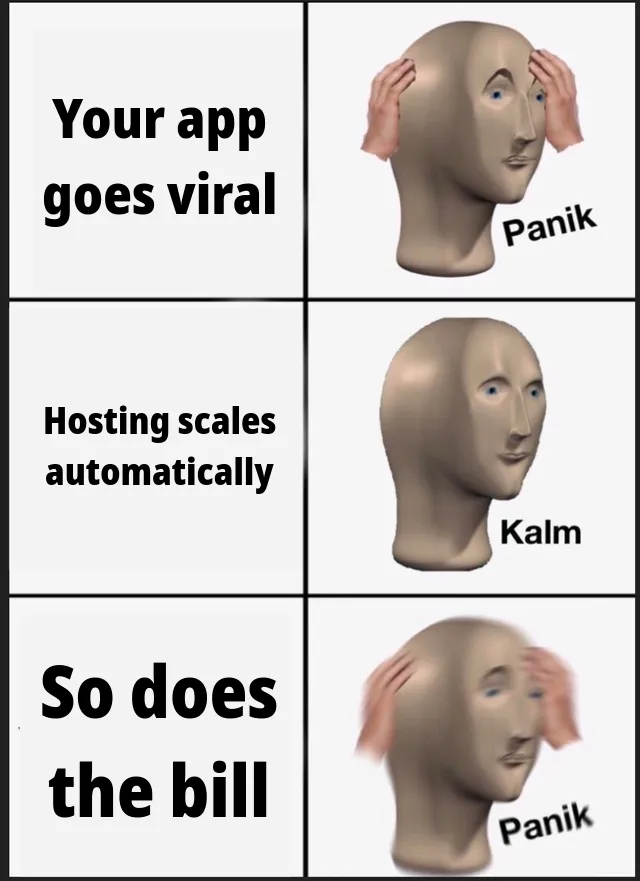 Your app
goes viral
Panik
Hosting scales
automatically
Kalm
So does
the bill
Panik